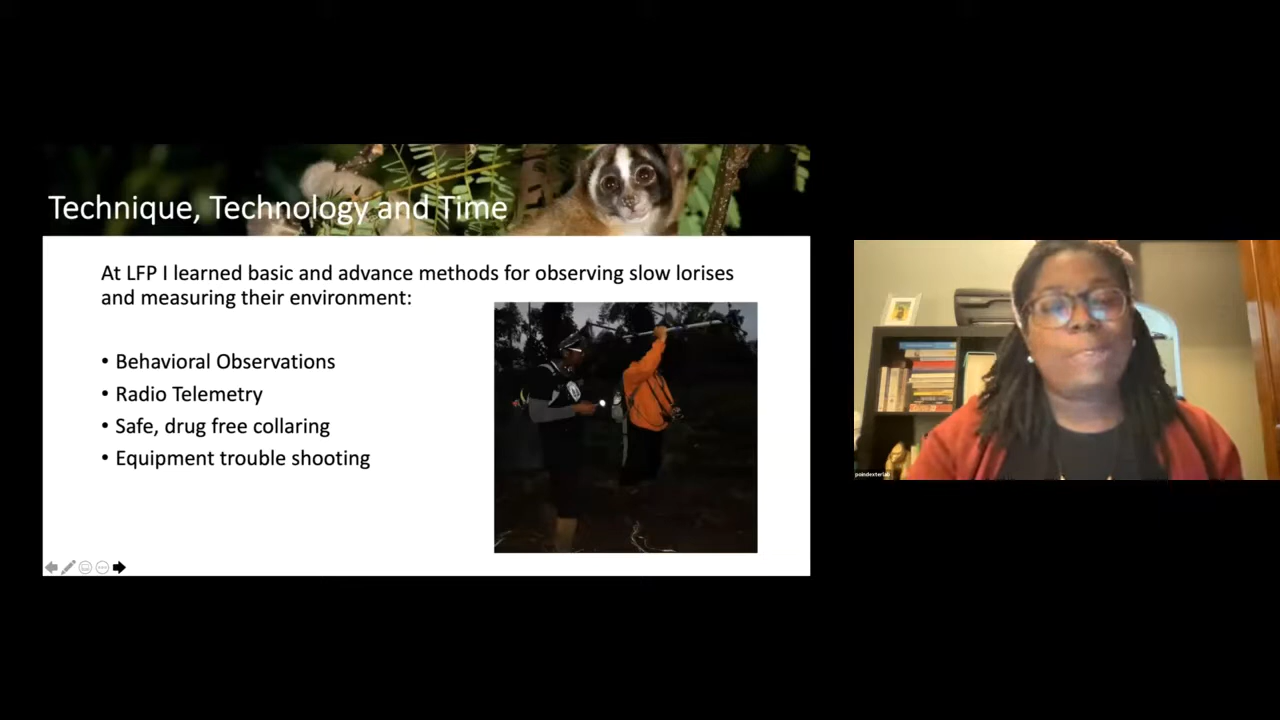 Technique, Technology and Time
At LFP I learned basic and advance methods for observing slow lorises
and measuring their environment:
• Behavioral Observations
• Radio Telemetry
• Safe, drug free collaring
• Equipment trouble shooting